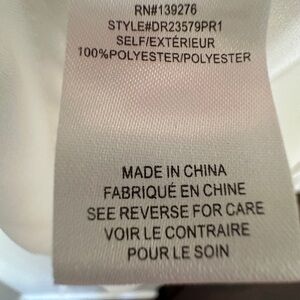 RN#139276
STYLE#DR23579PR1
SELF/EXTÉRIEUR
100%POLYESTER/POLYESTER
MADE IN CHINA
FABRIQUÉ EN CHINE
SEE REVERSE FOR CARE
VOIR LE CONTRAIRE
POUR LE SOIN